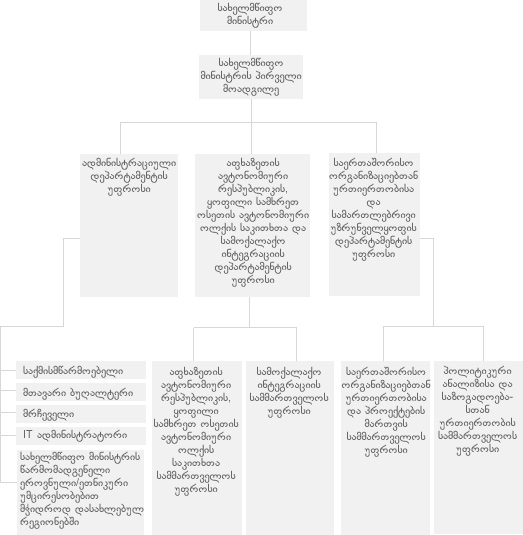 სახელმწიფო
მინისტრი
სახელმწიფო
მინისტრის პირველი
მოადგილე
ადმინისტრაციული
დეპარტამენტის
უფროსი
აფხაზეთის
ავტონომიური
რესპუბლიკის,
ყოფილი სამხრეთ
ოსეთის ავტონომიური
ოლქის საკითხთა და
სამოქალაქო
ინტეგრაციის
დეპარტამენტის
უფროსი
საერთაშორისო
ორგანიზაციებთან
ურთიერთობისა
და
სამართლებრივი
უზრუნველყოფის
დეპარტამენტის
უფროსი
საქმისმწარმოებელი
მთავარი ბუღალტერი
მრჩეველი
IT ადმინისტრატორი
სახელმწიფო მინისტრის
წარმომადგენელი
ეროვნული/ეთნიკური
უმცირესობებით
მჭიდროდ დასახლებულ
რეგიონებში
აფხაზეთის
ავტონომიური
რესპუბლიკის,
ყოფილი
სამხრეთ ოსეთის
ავტონომიური
ოლქის
საკითხთა
სამმართველოს
უფროსი
სამოქალაქო
ინტეგრაციის
სამმართველოს
უფროსი
საერთაშორისო
ორგანიზაციებთან
ურთიერთობისა
და პროექტების
მართვის
სამმართველოს
უფროსი
პოლიტიკური
ანალიზისა და
საზოგადოება-
სთან
ურთიერთობის
სამმართველოს
უფროსი